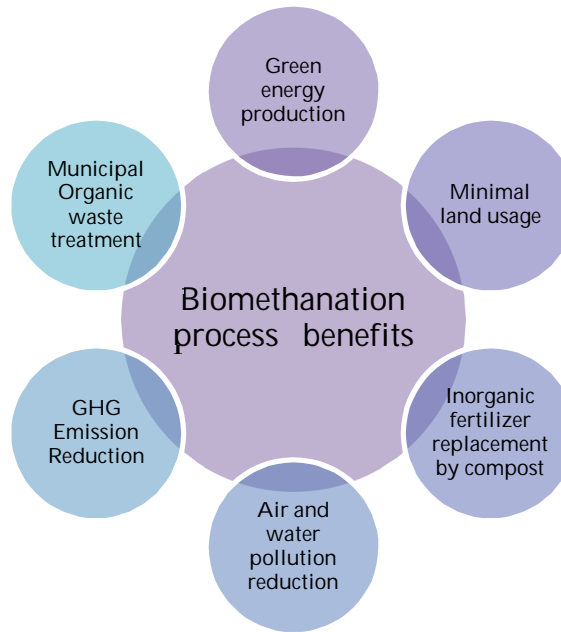 Green
energy
production
Minimal
land usage
Inorganic
fertilizer
replacement
by compost
Air and
water
pollution
reduction
GHG
Emission
Reduction
Municipal
Organic
waste
treatment
Biomethanation
process benefits